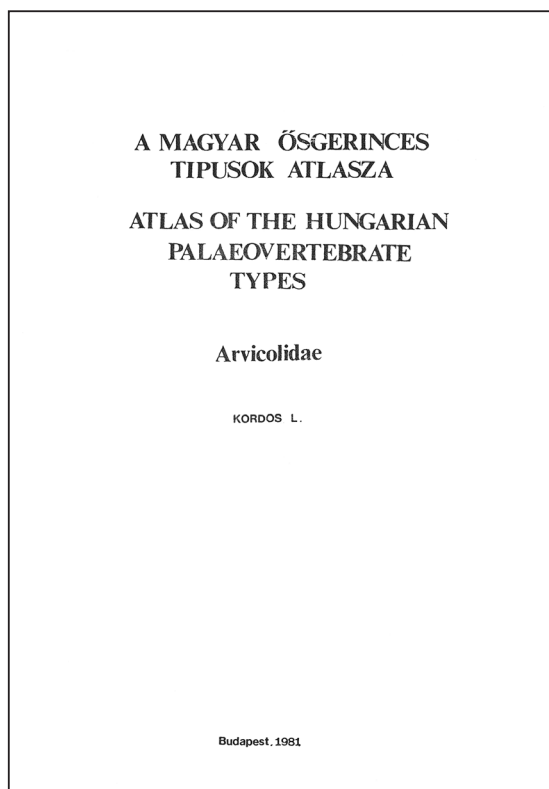 A MAGYAR ŐSGERINCES
TIPUSOK ATLASZA
ATLAS OF THE HUNGARIAN
PALAEOVERTEBRATE
TYPES
Arvicolidae
KORDOS L.
Budapest, 1981